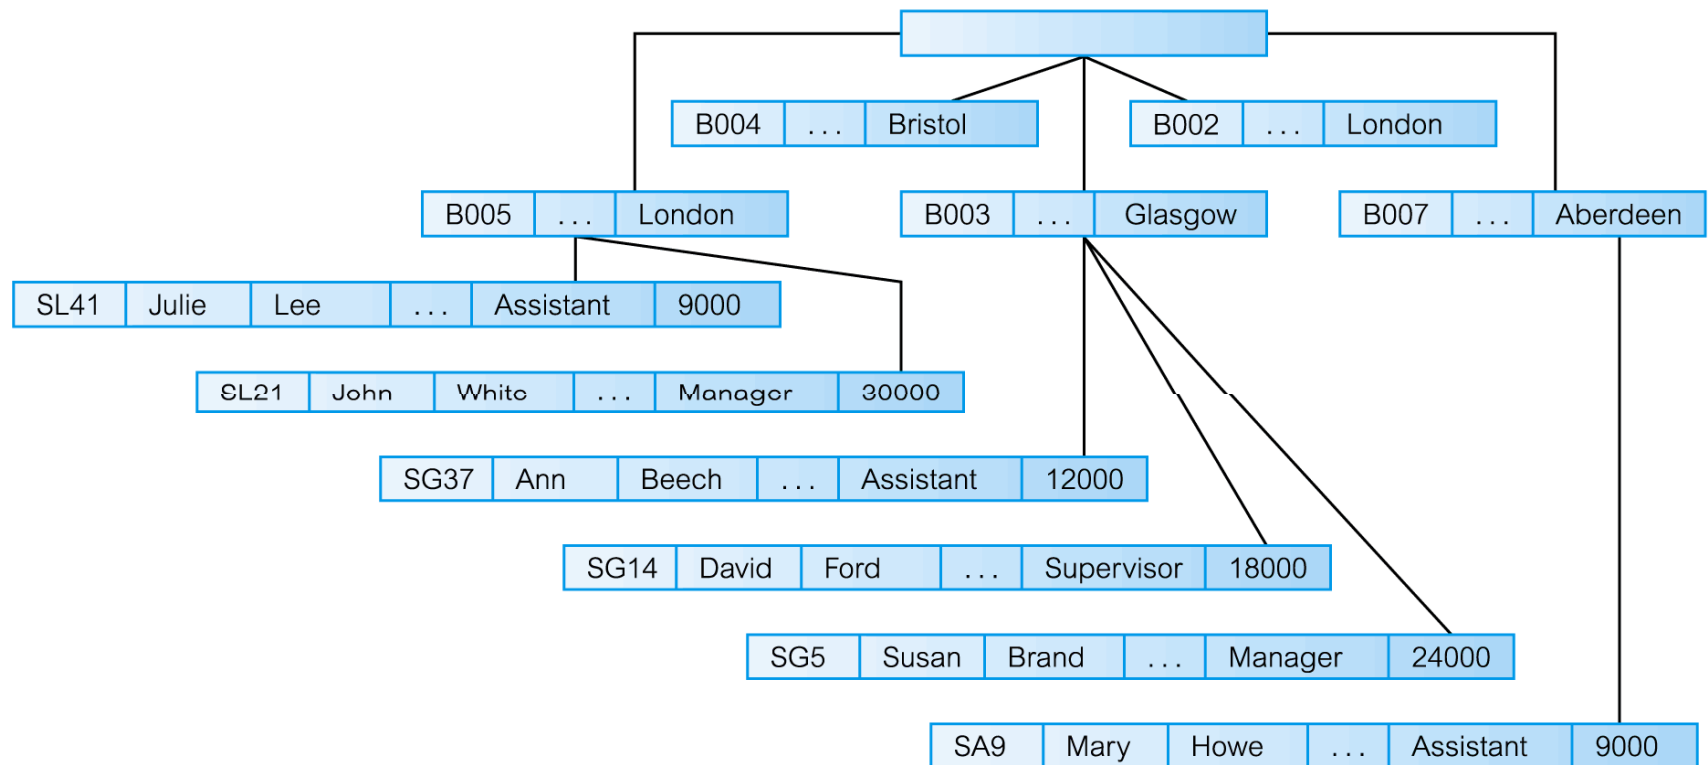 B004 ... Bristol
B002 ... London
B005 ... London
B003 ... Glasgow
B007 ... Aberdeen
SL41 Julie Lee ... Assistant 9000
SL21 John White ... Manager 30000
SG37 Ann Beech ... Assistant 12000
SG14 David Ford ... Supervisor 18000
SG5 Susan Brand ... Manager 24000
SA9 Mary Howe ... Assistant 9000